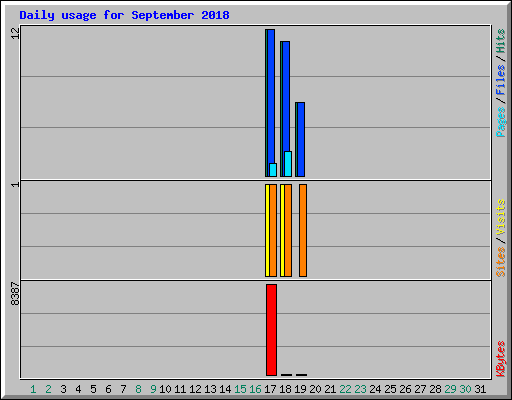 Daily usage for September 2018
12
Pages / Files / Hits
1
Sites / Visits
8387
KBytes
1 2 3 4 5 6 7 8 9 10 11 12 13 14 15 16 17 18 19 20 21 22 23 24 25 26 27 28 29 30 31